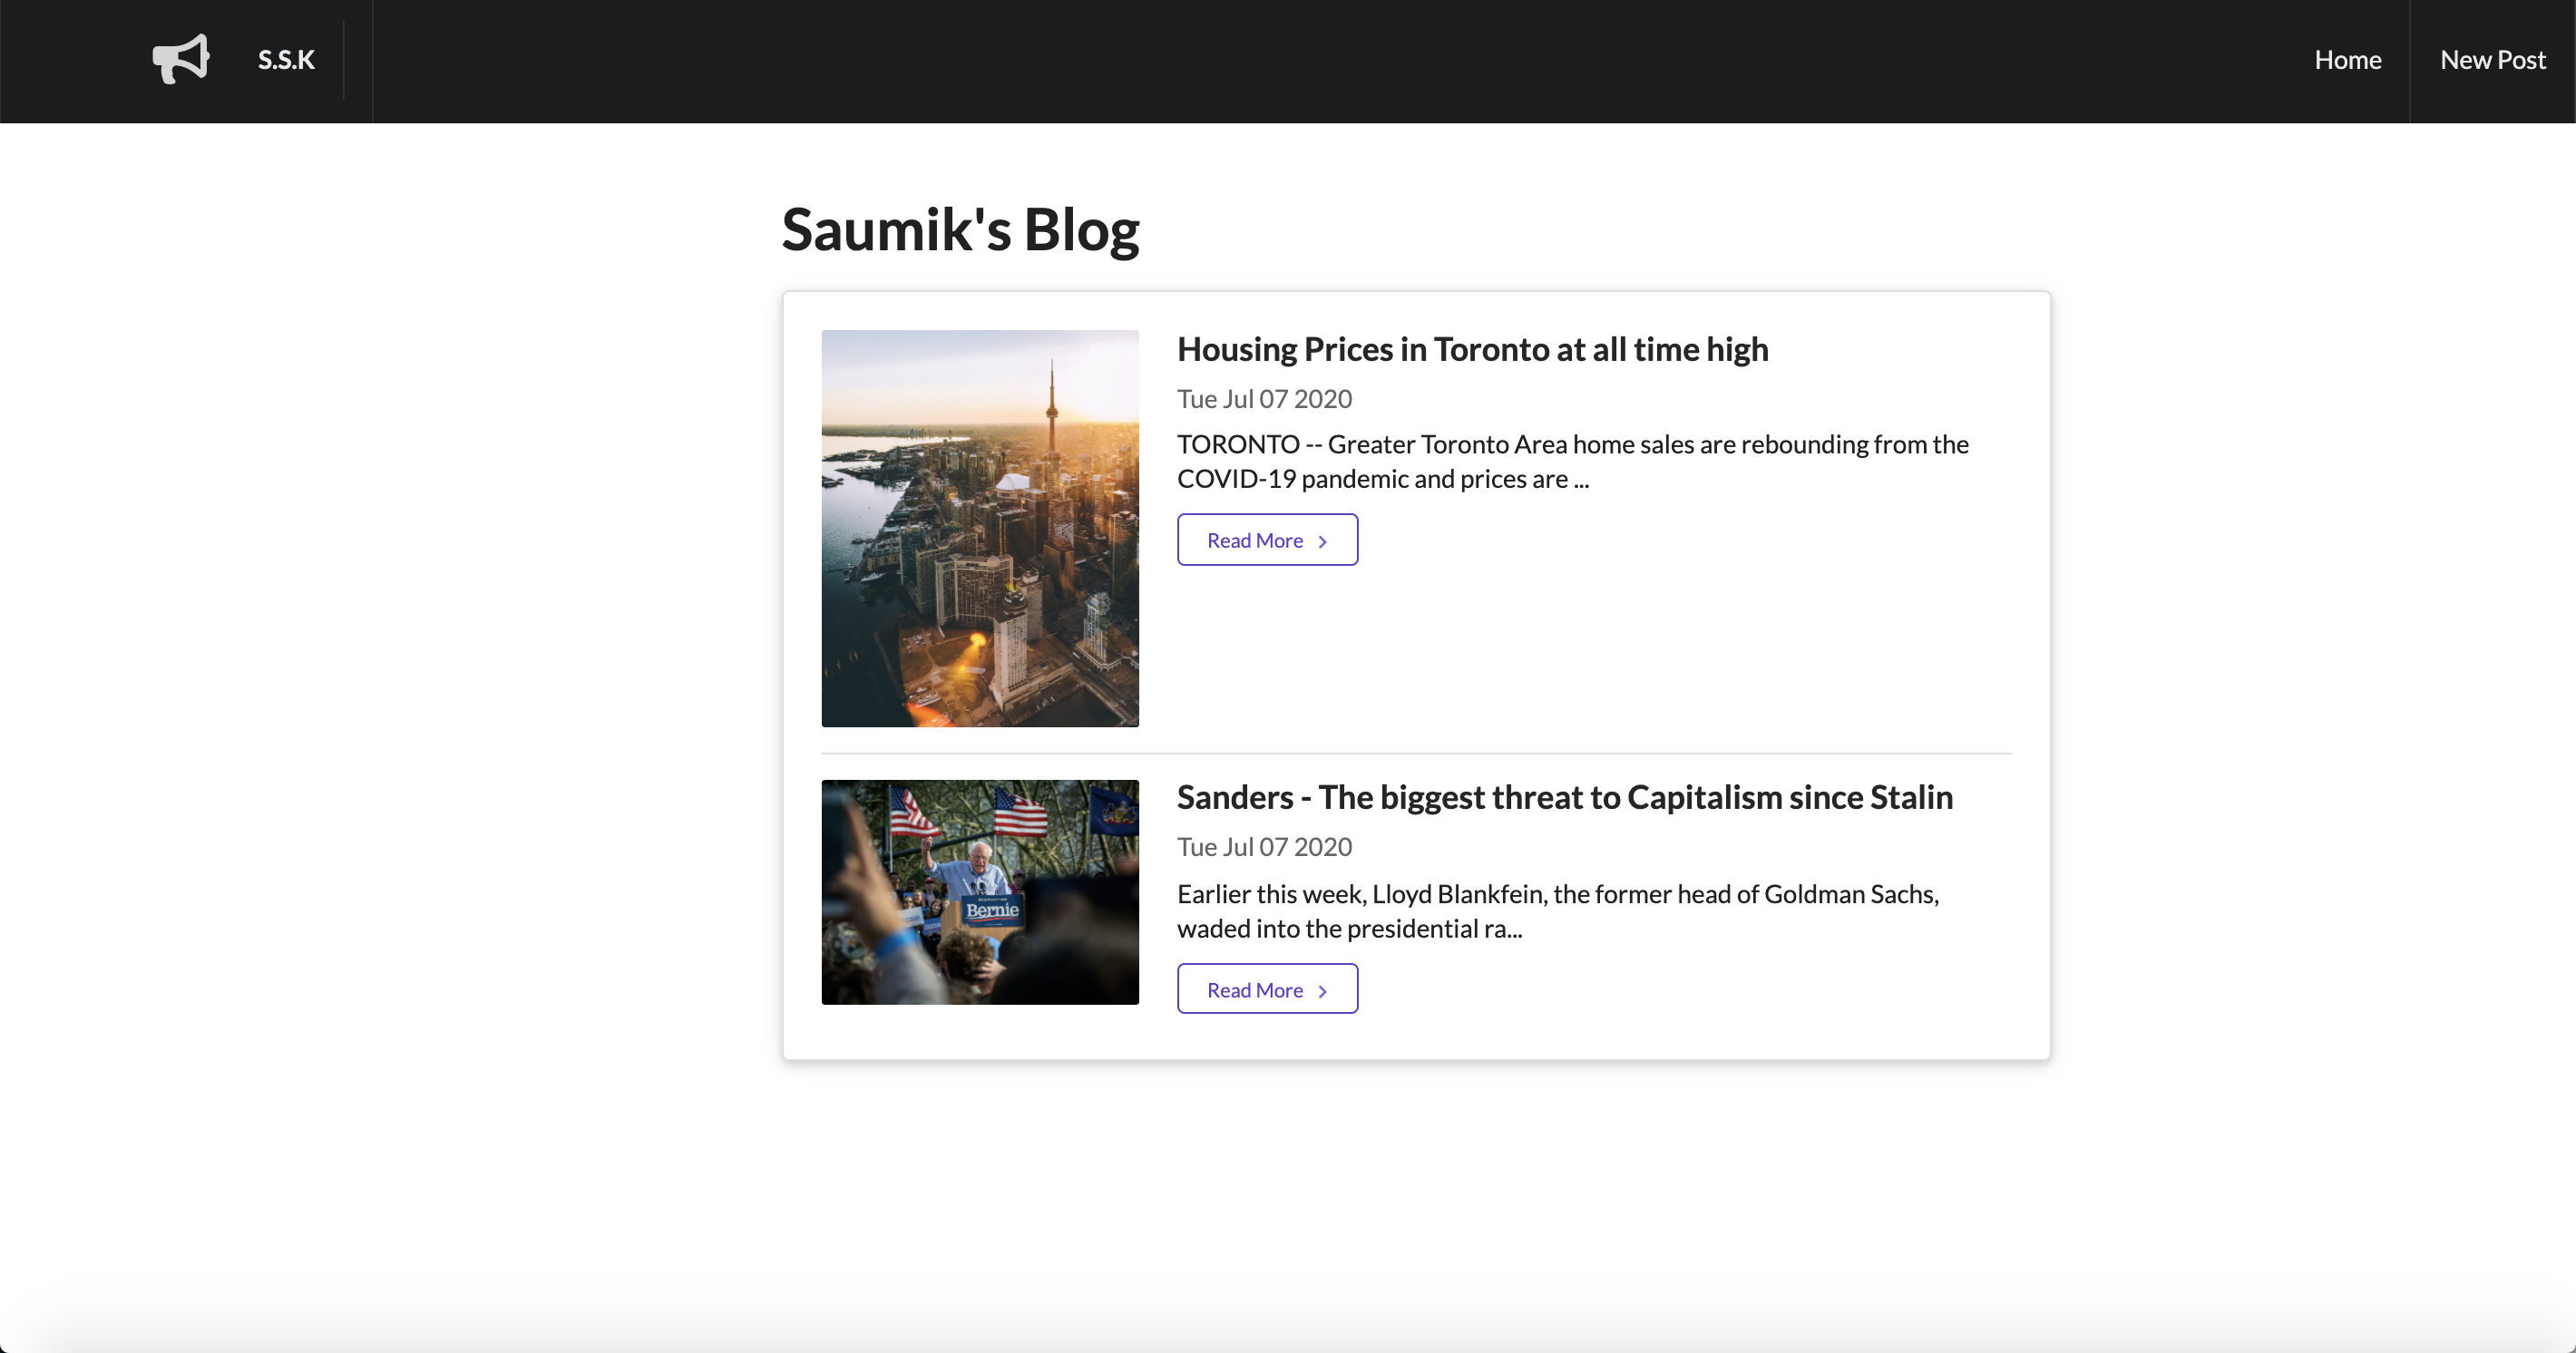 S.S.K
Home
New Post
Saumik's Blog
Housing Prices in Toronto at all time high
Tue Jul 07 2020
TORONTO -- Greater Toronto Area home sales are rebounding from the
COVID-19 pandemic and prices are ...
Read More
Sanders - The biggest threat to Capitalism since Stalin
Tue Jul 07 2020
Earlier this week, Lloyd Blankfein, the former head of Goldman Sachs,
waded into the presidential ra...
Bernie
Read More